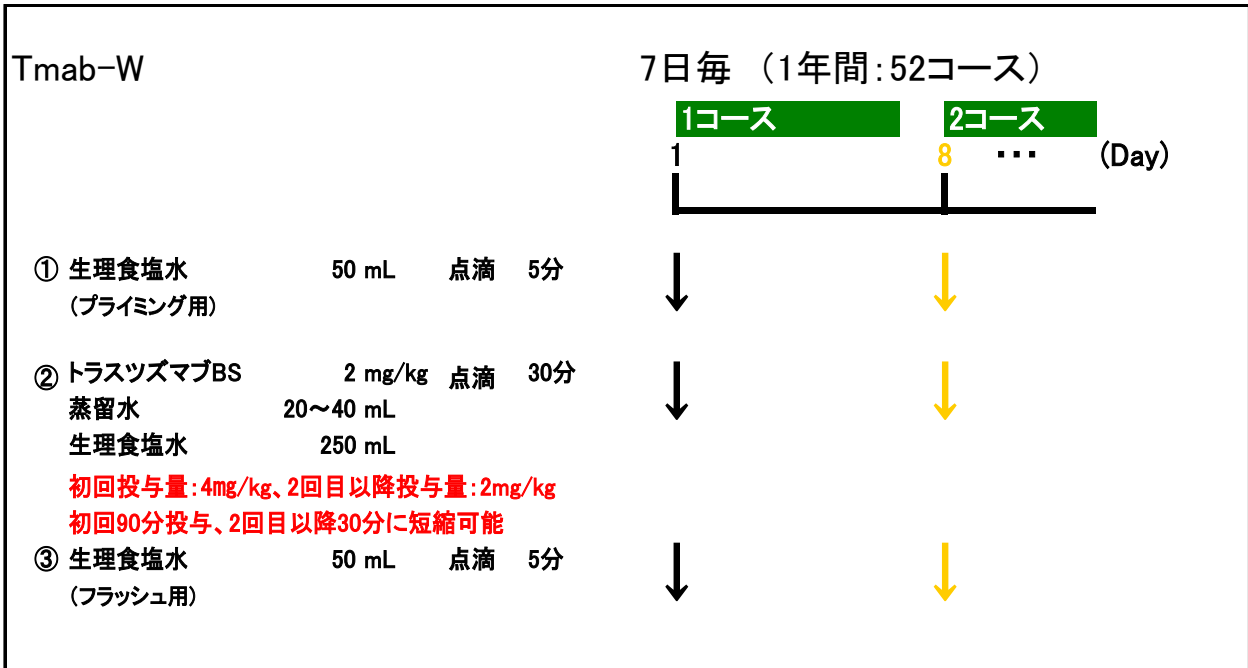 Tmab-W 7日毎 （1年間：52コース）
1コース 2コース
1 8 ・・・ (Day)
① 生理食塩水 50 mL 点滴 5分
（プライミング用）
② トラスツズマブBS 2 mg/kg 点滴 30分
蒸留水 20～40 mL
生理食塩水 250 mL
初回投与量：4㎎/kg、2回目以降投与量：2mg/kg
初回90分投与、2回目以降30分に短縮可能
③ 生理食塩水 50 mL 点滴 5分
（フラッシュ用）